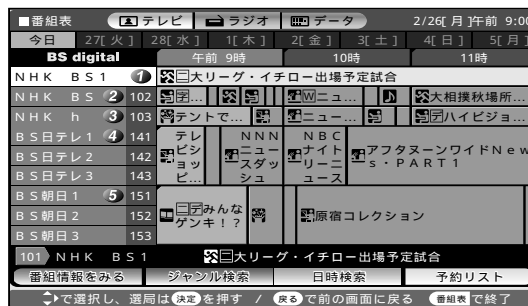 ■番組表 テレビ ラジオ データ 2/26[月]午前 9:00
今日 27[火] 28[水] 1[木] 2[金] 3[土] 4[日] 5[月]
BS digital 午前 9時 10時 11時
NHK BS1 1 二大リーグ・イチロー出場予定試合
NHK BS 2 102 字... Wニュ... 大相撲秋場所...
NHK h 3 103 テントで... ニュー... デハイビジョ...
BS日テレ1 4 141
BS日テレ2 142
BS日テレ3 143
テレビショッピ...
NNNニュースダッシュ
NBCナイトリーニュース
アフタヌーンワイドNews・PART1
BS朝日1 5 151
BS朝日2 152
BS朝日3 153
二デみんなゲンキ!?
原宿コレクション
101 NHK BS1 二大リーグ・イチロー出場予定試合
番組情報をみる ジャンル検索 日時検索 予約リスト
で選択し、選局は 決定 を押す / 戻る で前の画面に戻る 番組表 で終了